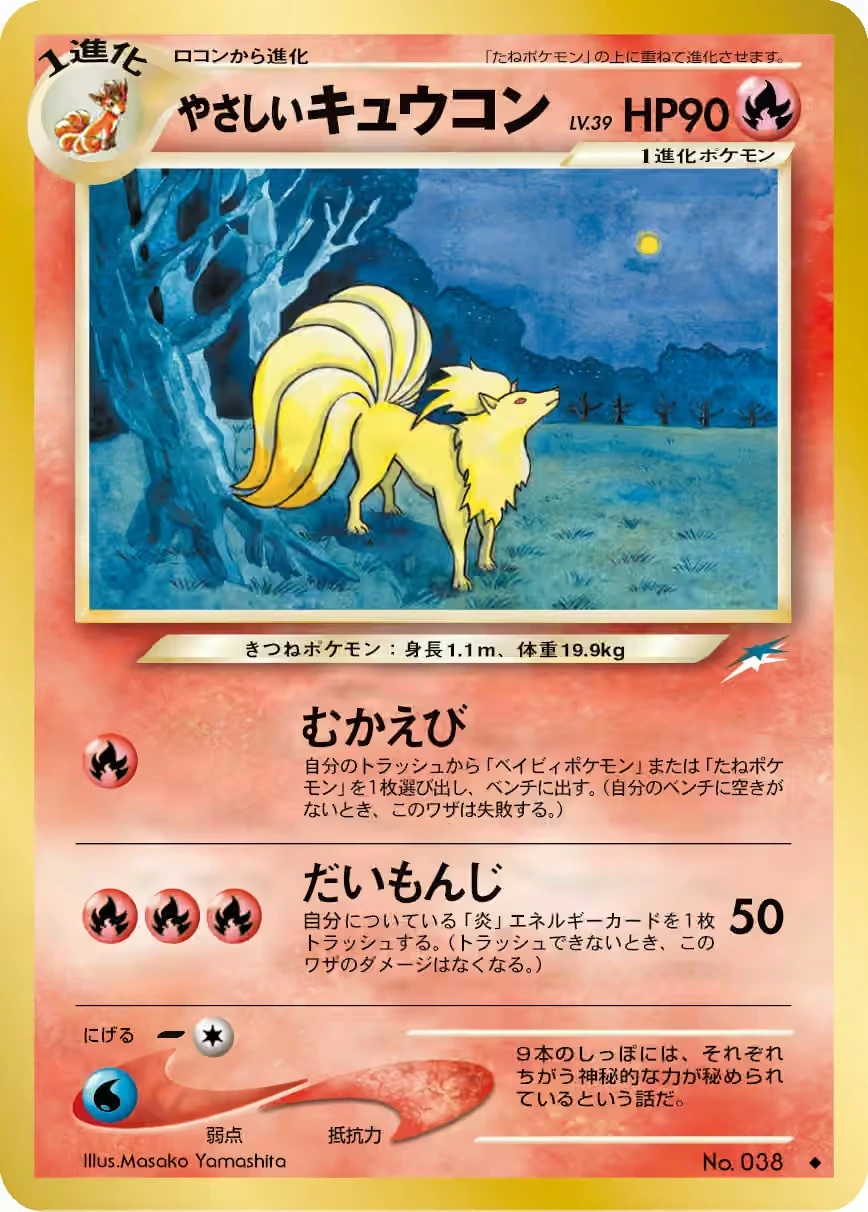 1進化
ロコンから進化
「たねポケモン」の上に重ねて進化させます。
やさしいキュウコン LV.39 HP90
1進化ポケモン
きつねポケモン：身長1.1m、体重19.9kg
むかえび
自分のトラッシュから「ベイビィポケモン」または「たねポケ
モン」を1枚選び出し、ベンチに出す。（自分のベンチに空きが
ないとき、このワザは失敗する。）
だいもんじ
自分についている「炎」エネルギーカードを1枚
トラッシュする。（トラッシュできないとき、この
ワザのダメージはなくなる。）
50
にげる
9本のしっぽには、それぞれ
ちがう神秘的な力が秘められ
ているという話だ。
弱点
抵抗力
Illus.Masako Yamashita
No. 038